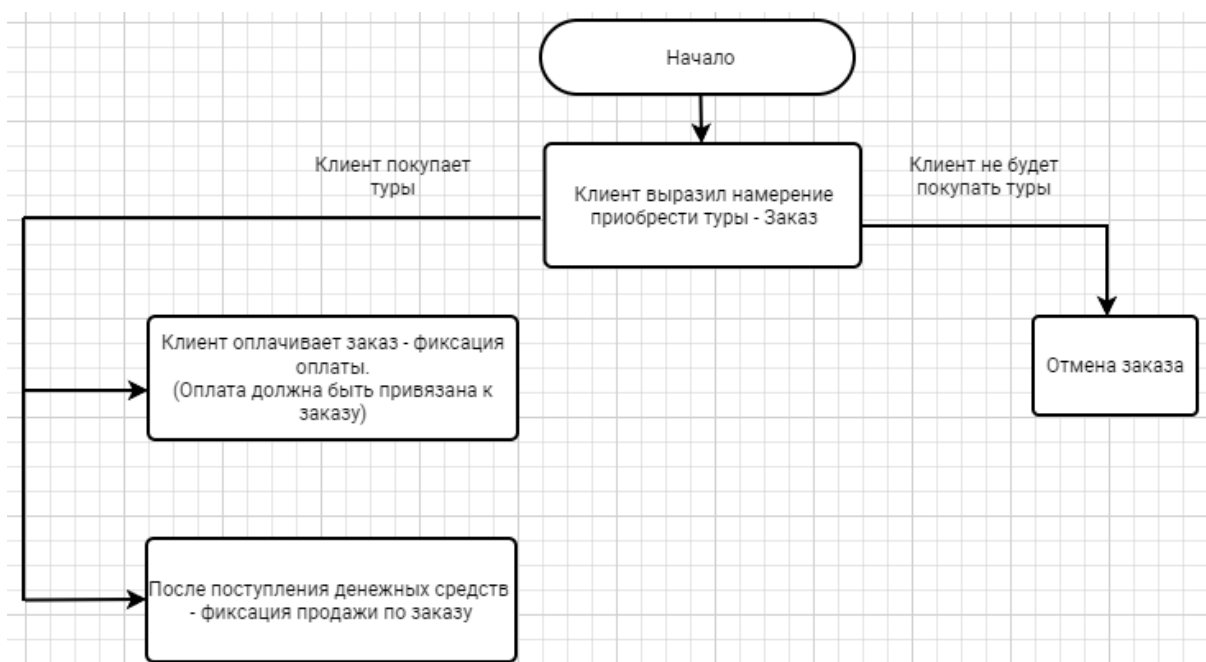 Начало
Клиент покупает
туры
Клиент не будет
покупать туры
Клиент выразил намерение
приобрести туры - Заказ
Клиент оплачивает заказ - фиксация
оплаты.
(Оплата должна быть привязана к
заказу)
Отмена заказа
После поступления денежных средств
- фиксация продажи по заказу